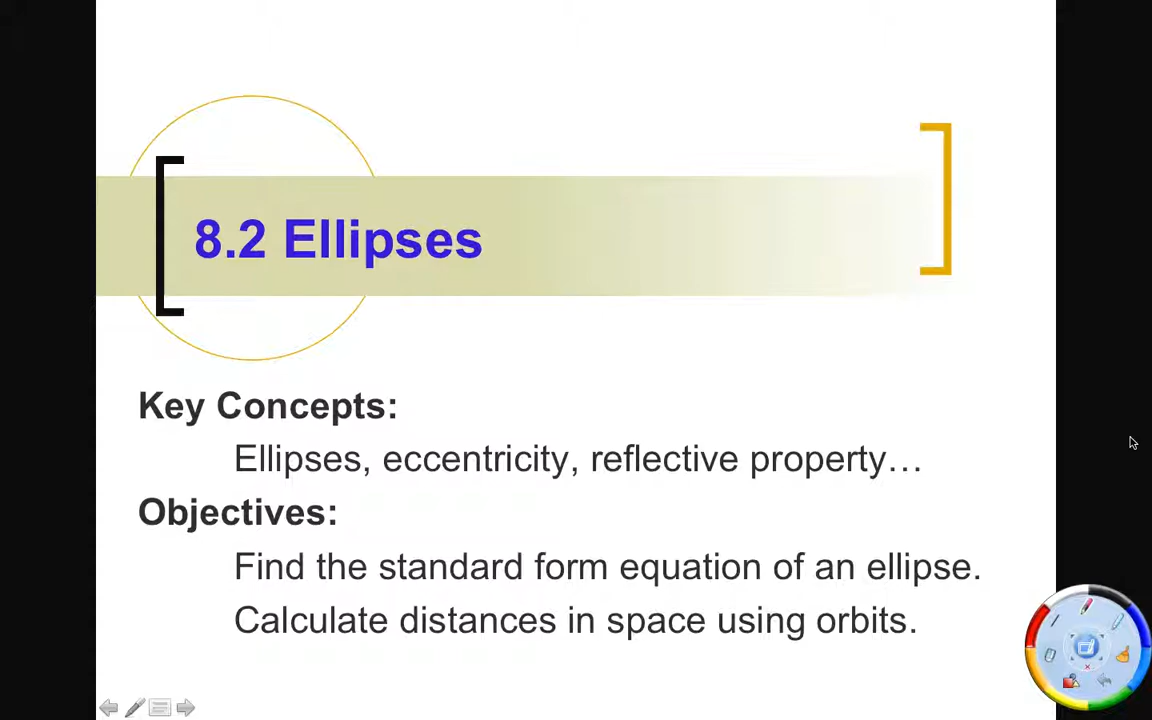 8.2 Ellipses
Key Concepts:
Ellipses, eccentricity, reflective property…
Objectives:
Find the standard form equation of an ellipse.
Calculate distances in space using orbits.